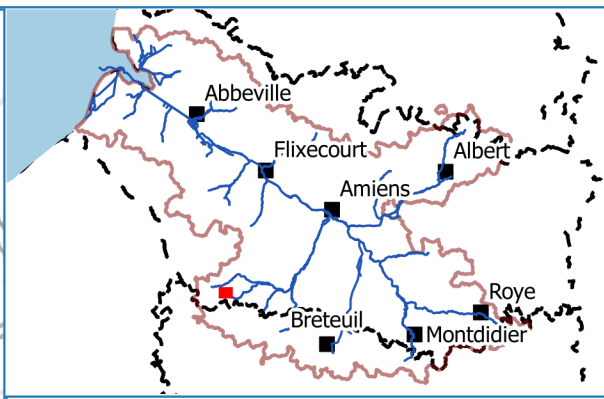 Abbeville
Flixecourt
Albert
Amiens
Roye
Breteuil
Montdidier